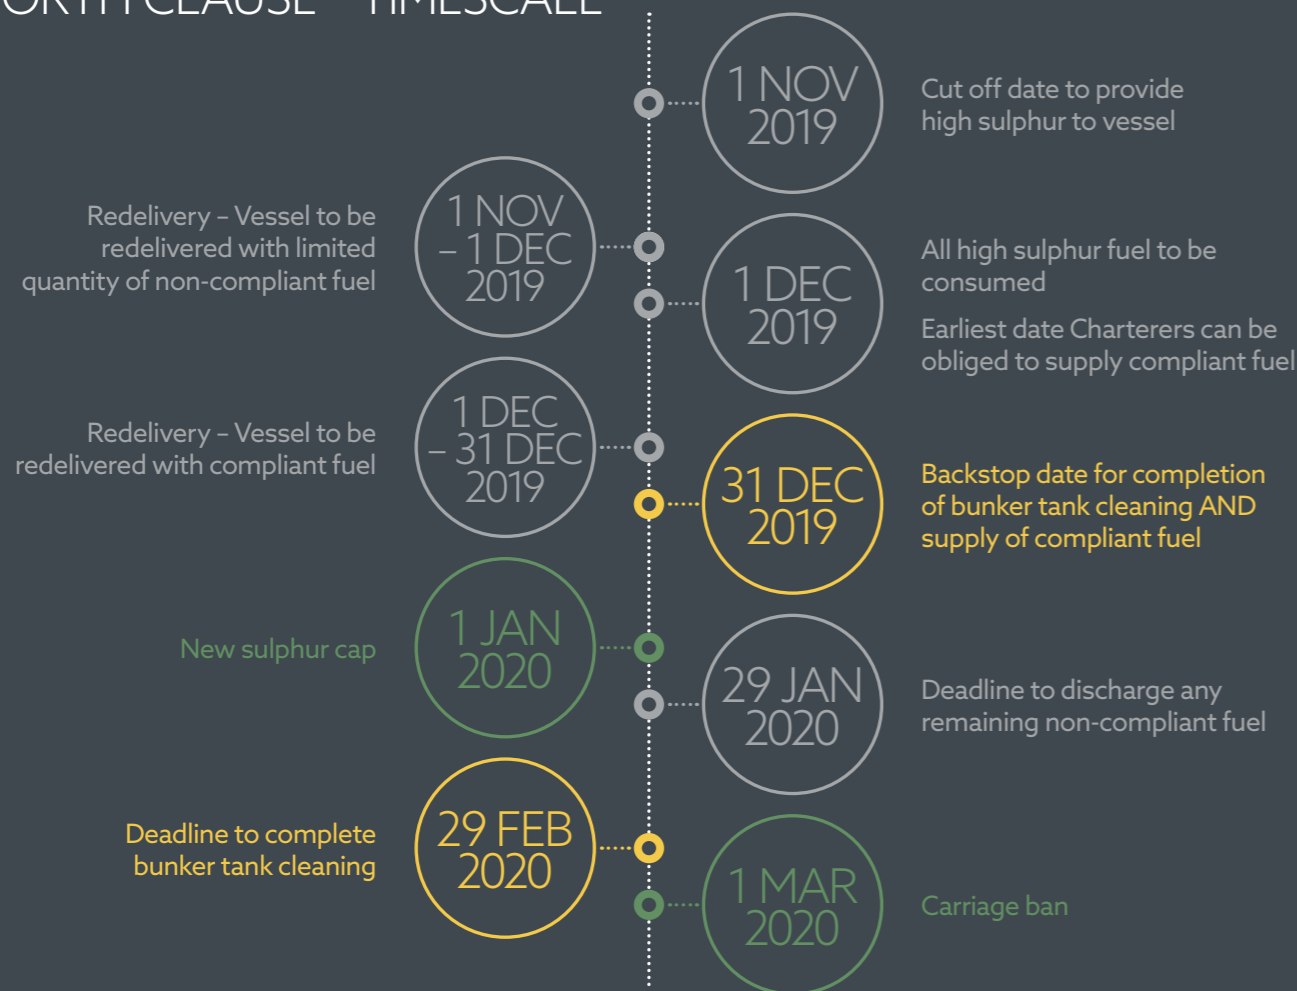 CLAUSE – TIMESCALE
1 NOV
2019
Cut off date to provide
high sulphur to vessel
Redelivery – Vessel to be
redelivered with limited
quantity of non-compliant fuel
1 NOV
– 1 DEC
2019
1 DEC
2019
All high sulphur fuel to be
consumed
Earliest date Charterers can be
obliged to supply compliant fuel
Redelivery – Vessel to be
redelivered with compliant fuel
1 DEC
– 31 DEC
2019
31 DEC
2019
Backstop date for completion
of bunker tank cleaning AND
supply of compliant fuel
New sulphur cap
1 JAN
2020
29 JAN
2020
Deadline to discharge any
remaining non-compliant fuel
Deadline to complete
bunker tank cleaning
29 FEB
2020
1 MAR
2020
Carriage ban